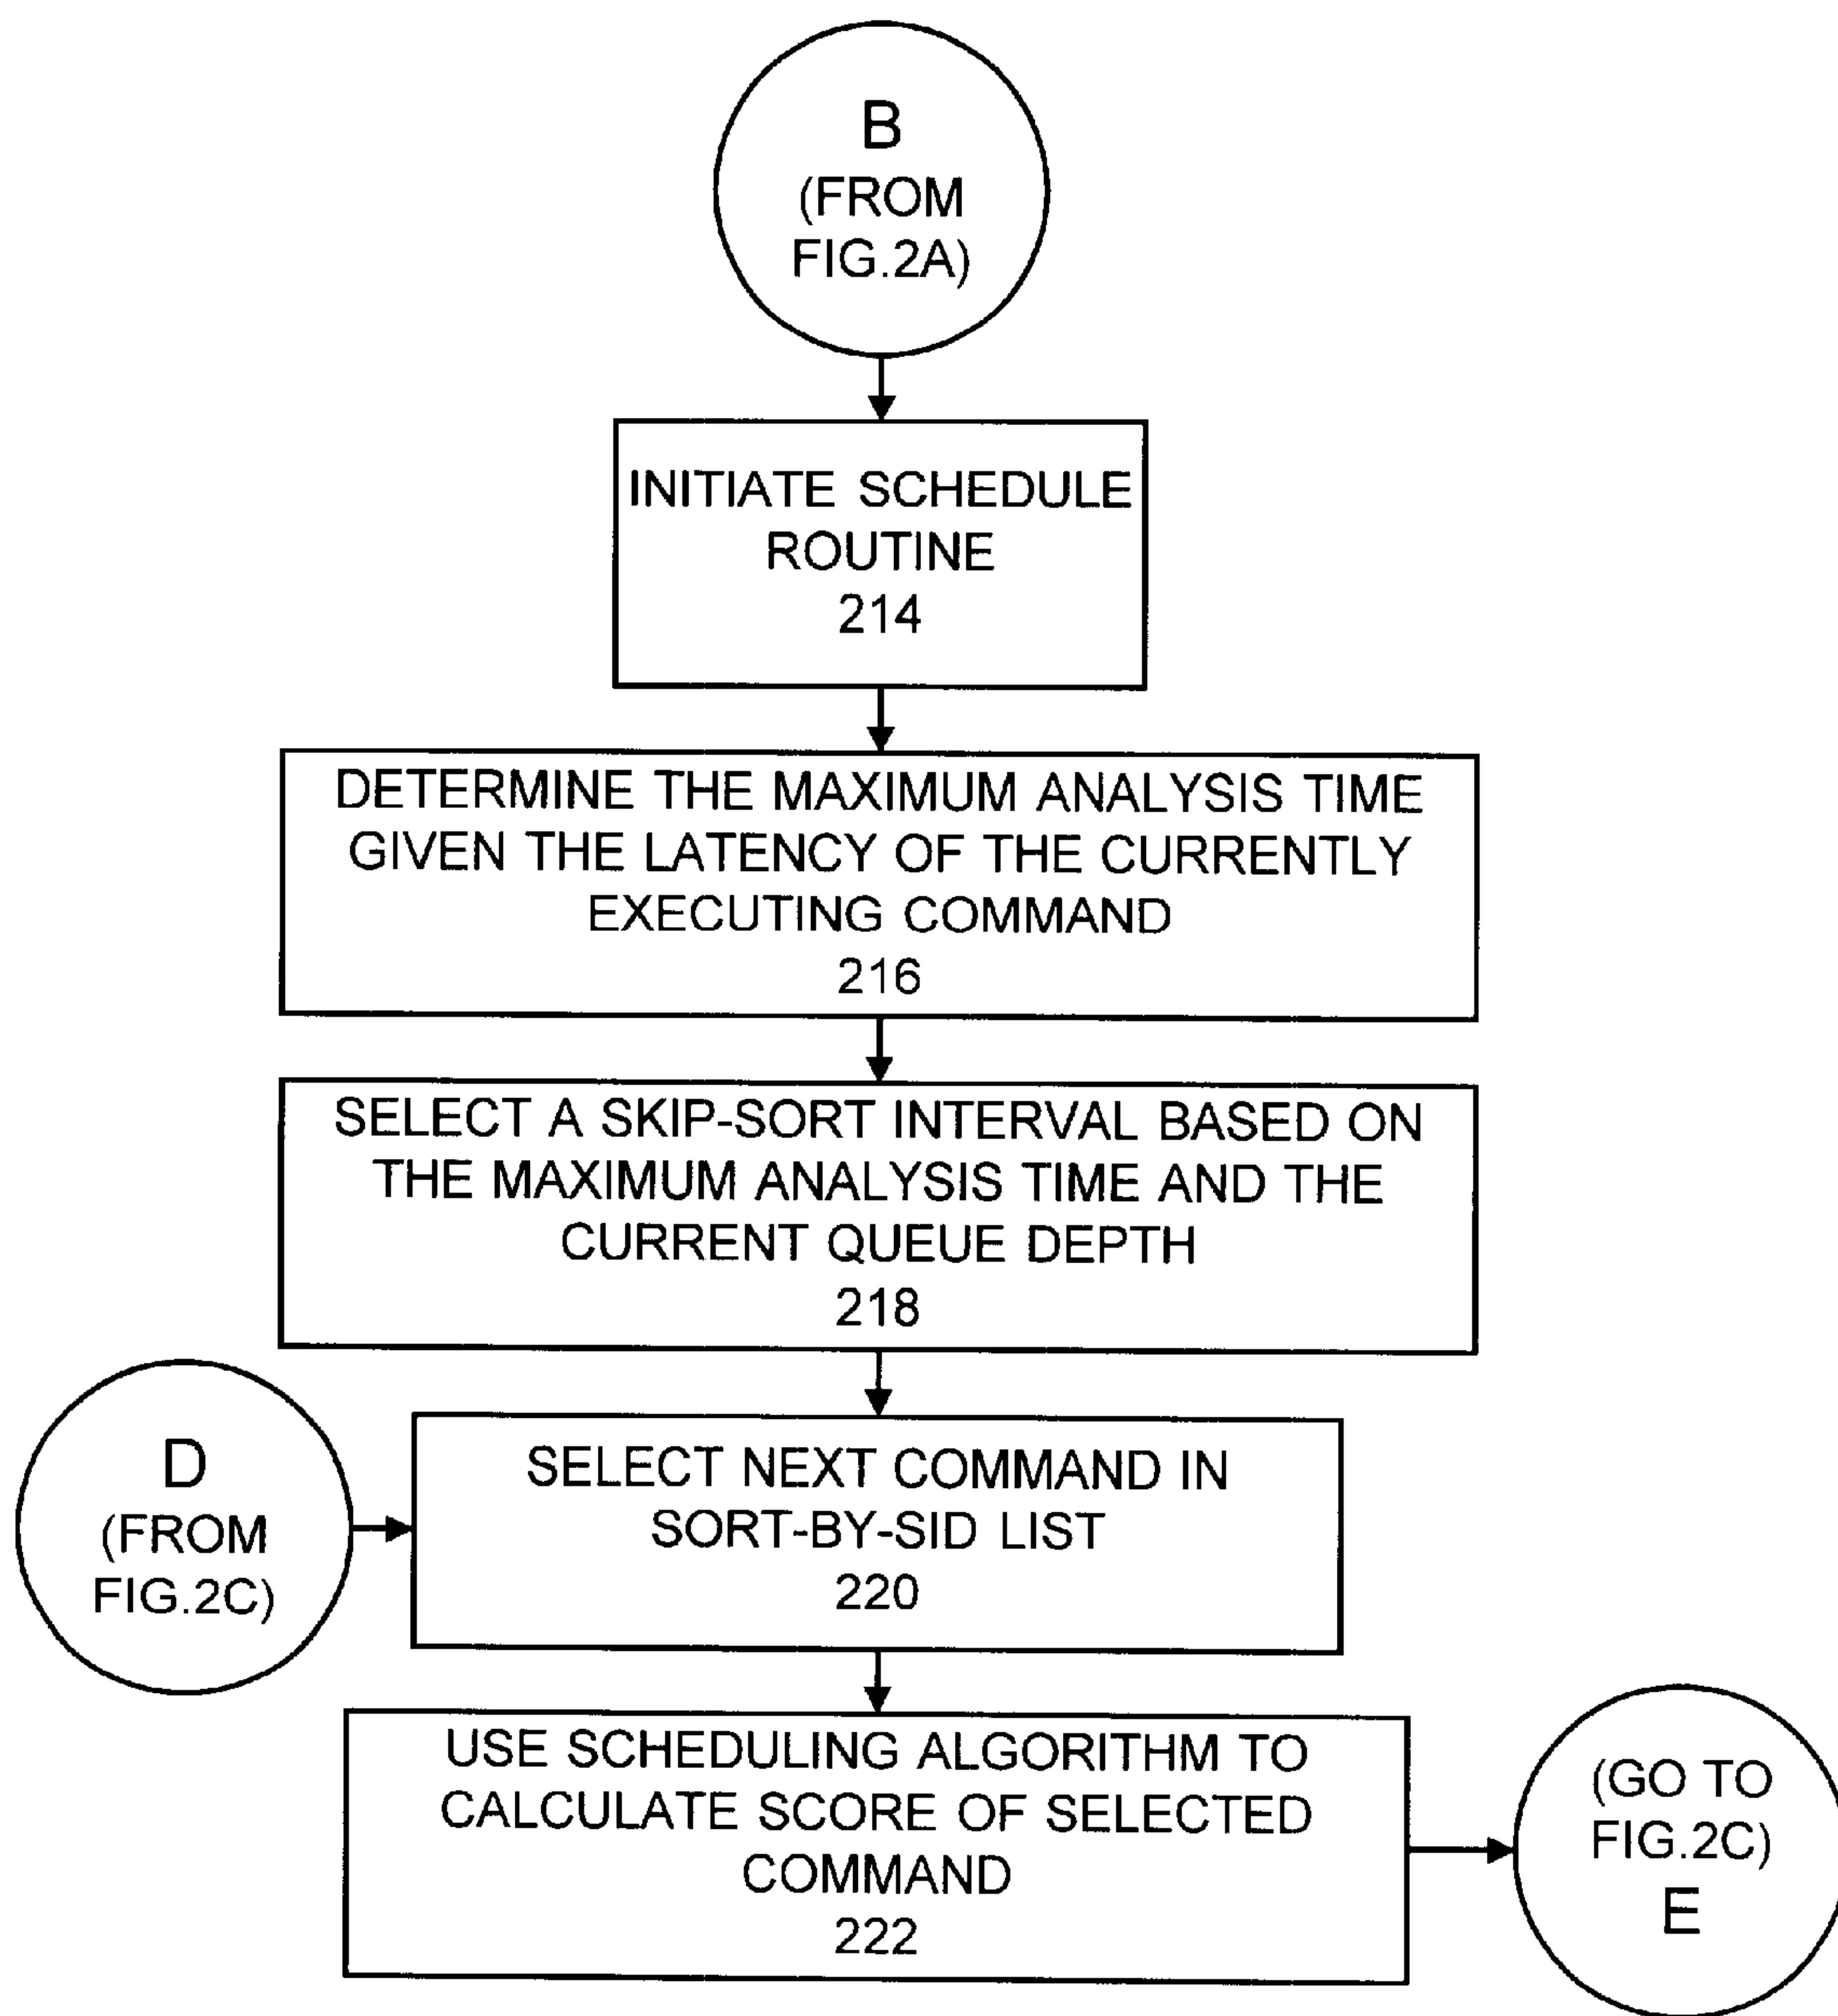 B
(FROM
FIG.2A)
INITIATE SCHEDULE
ROUTINE
214
DETERMINE THE MAXIMUM ANALYSIS TIME
GIVEN THE LATENCY OF THE CURRENTLY
EXECUTING COMMAND
216
SELECT A SKIP-SORT INTERVAL BASED ON
THE MAXIMUM ANALYSIS TIME AND THE
CURRENT QUEUE DEPTH
218
D
(FROM
FIG.2C)
SELECT NEXT COMMAND IN
SORT-BY-SID LIST
220
USE SCHEDULING ALGORITHM TO
CALCULATE SCORE OF SELECTED
COMMAND
222
(GO TO
FIG.2C)
E